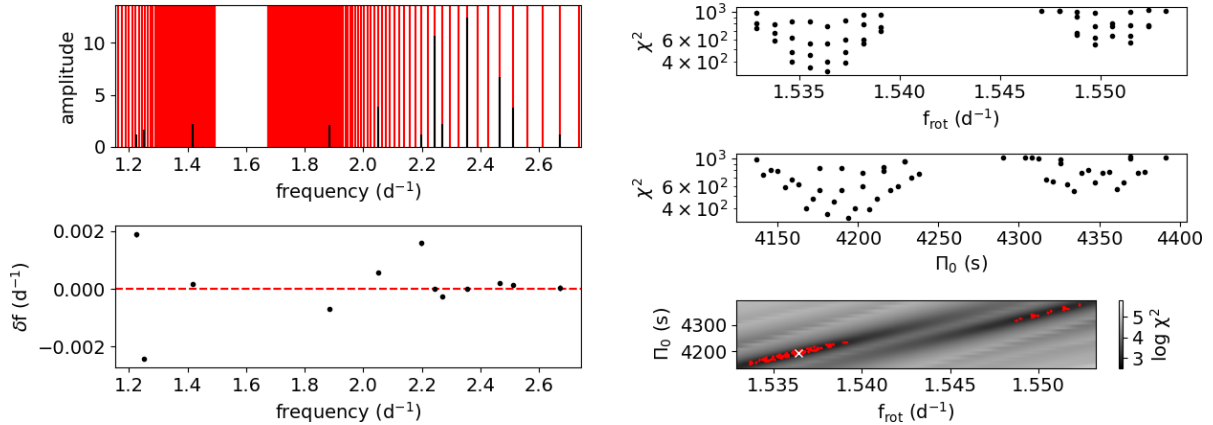 amplitude
10
5
0
1.2 1.4 1.6 1.8 2.0 2.2 2.4 2.6
frequency (d⁻¹)
δf (d⁻¹)
0.002
0.000
−0.002
1.2 1.4 1.6 1.8 2.0 2.2 2.4 2.6
frequency (d⁻¹)
χ²
10³
6 × 10²
4 × 10²
1.535 1.540 1.545 1.550
f_rot (d⁻¹)
χ²
10³
6 × 10²
4 × 10²
4150 4200 4250 4300 4350 4400
Π₀ (s)
Π₀ (s)
4300
4200
1.535 1.540 1.545 1.550
f_rot (d⁻¹)
5
4
3
log χ²